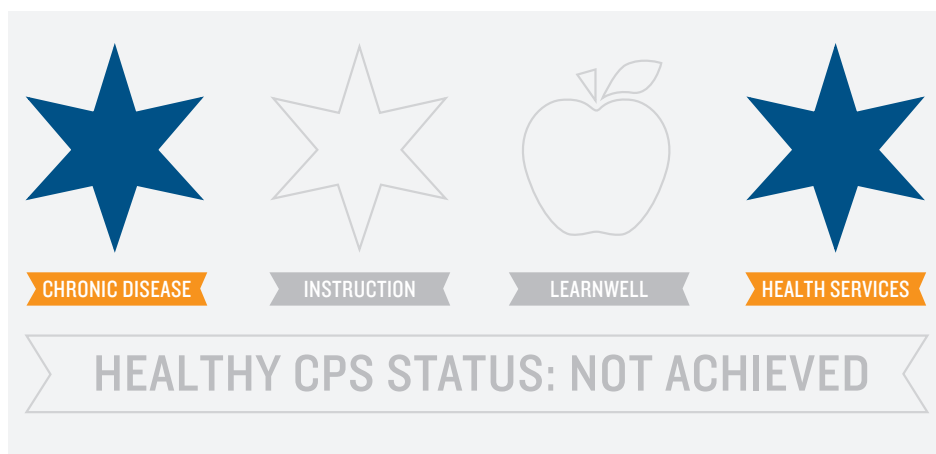 CHRONIC DISEASE
INSTRUCTION
LEARNWELL
HEALTH SERVICES
HEALTHY CPS STATUS: NOT ACHIEVED